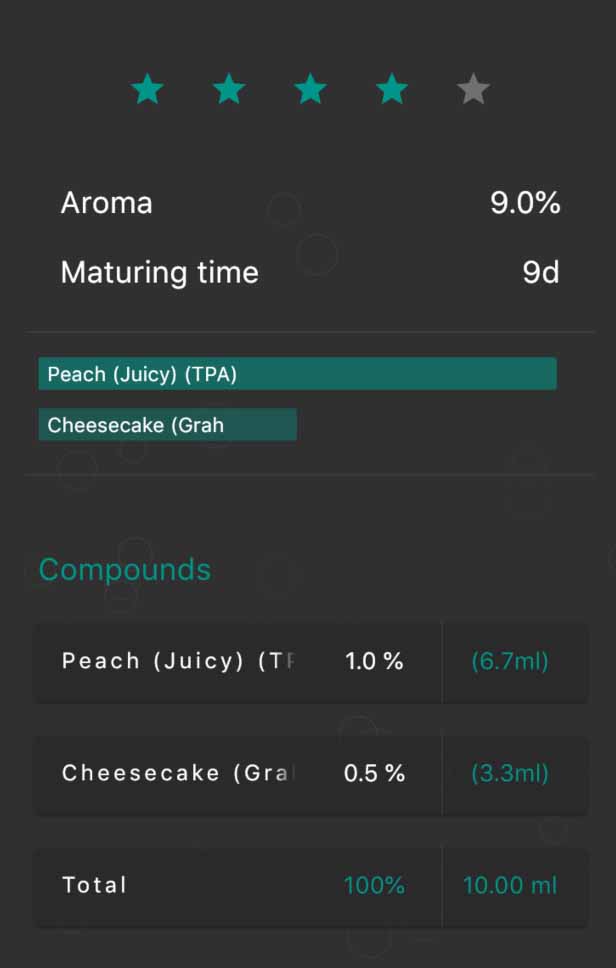 Aroma 9.0%
Maturing time 9d
Peach (Juicy) (TPA)
Cheesecake (Grah
Compounds
Peach (Juicy) (TP 1.0 % (6.7ml)
Cheesecake (Gra 0.5 % (3.3ml)
Total 100% 10.00 ml